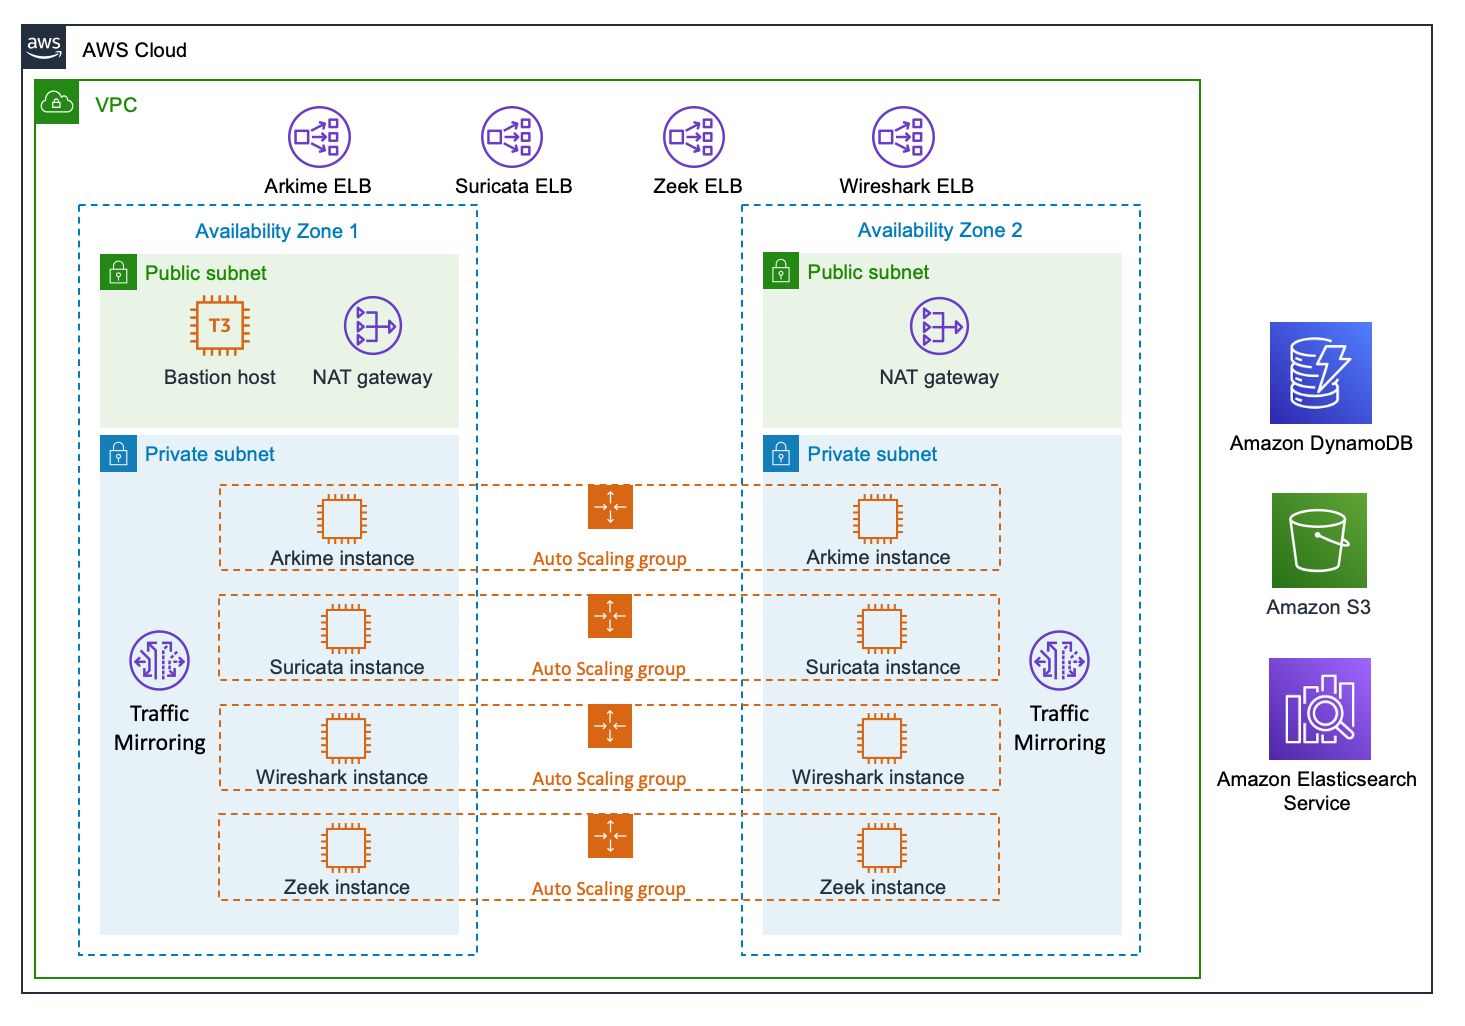 aws
AWS Cloud
VPC
Arkime ELB
Suricata ELB
Zeek ELB
Wireshark ELB
Availability Zone 1
Availability Zone 2
Public subnet
Public subnet
T3
Bastion host
NAT gateway
NAT gateway
Private subnet
Private subnet
Arkime instance
Auto Scaling group
Arkime instance
Suricata instance
Auto Scaling group
Suricata instance
Traffic
Mirroring
Traffic
Mirroring
Wireshark instance
Auto Scaling group
Wireshark instance
Zeek instance
Auto Scaling group
Zeek instance
Amazon DynamoDB
Amazon S3
Amazon Elasticsearch
Service